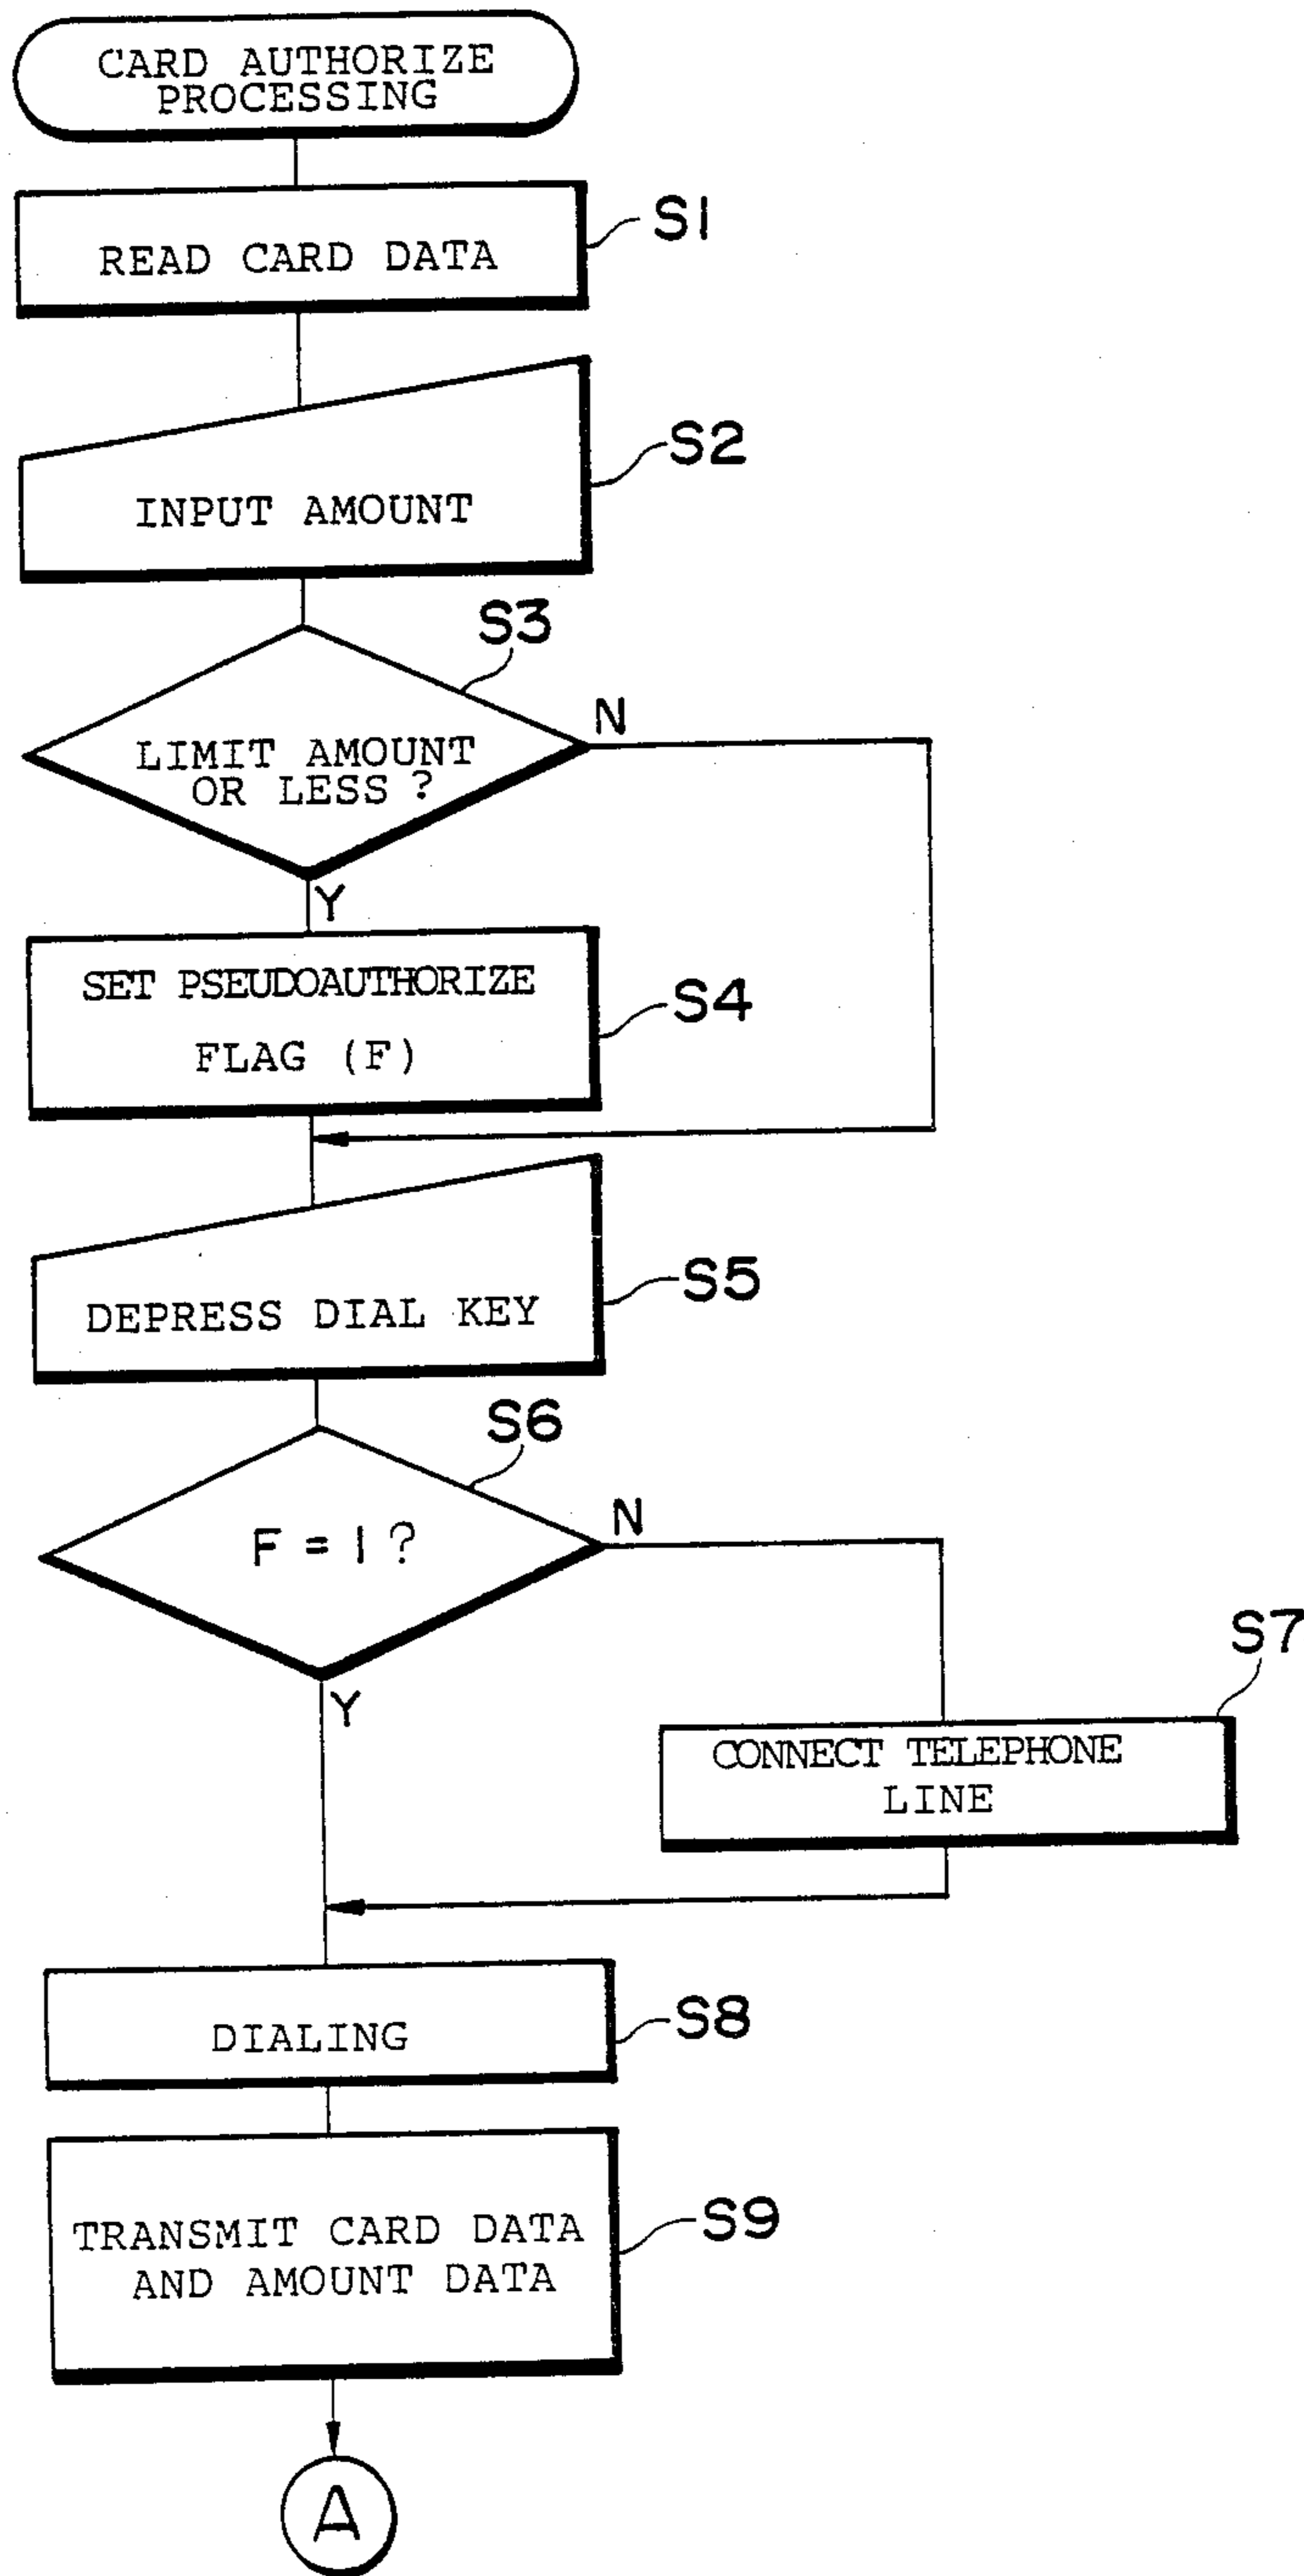 CARD AUTHORIZE
PROCESSING
READ CARD DATA
S1
INPUT AMOUNT
S2
S3
LIMIT AMOUNT
OR LESS ?
N
Y
SET PSEUDOAUTHORIZE
FLAG (F)
S4
DEPRESS DIAL KEY
S5
S6
F = 1 ?
N
Y
S7
CONNECT TELEPHONE
LINE
DIALING
S8
TRANSMIT CARD DATA
AND AMOUNT DATA
S9
A